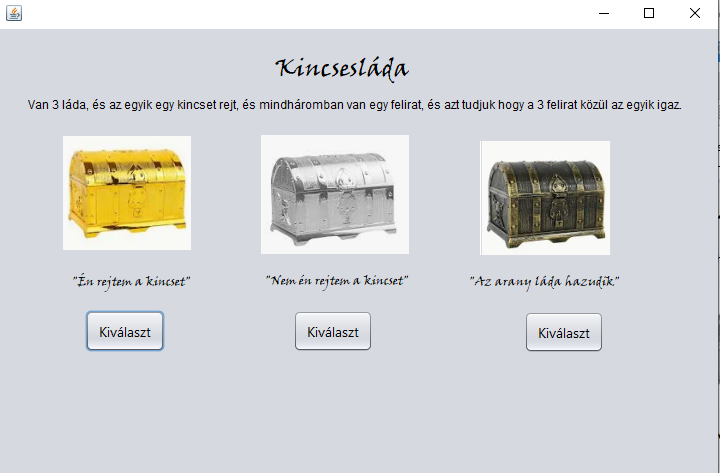 Kincsesláda
Van 3 láda, és az egyik egy kincset rejt, és mindháromban van egy felirat, és azt tudjuk hogy a 3 felirat közül az egyik igaz.
"Én rejtem a kincset" "Nem én rejtem a kincset" "Az arany láda hazudik"
Kiválaszt Kiválaszt Kiválaszt